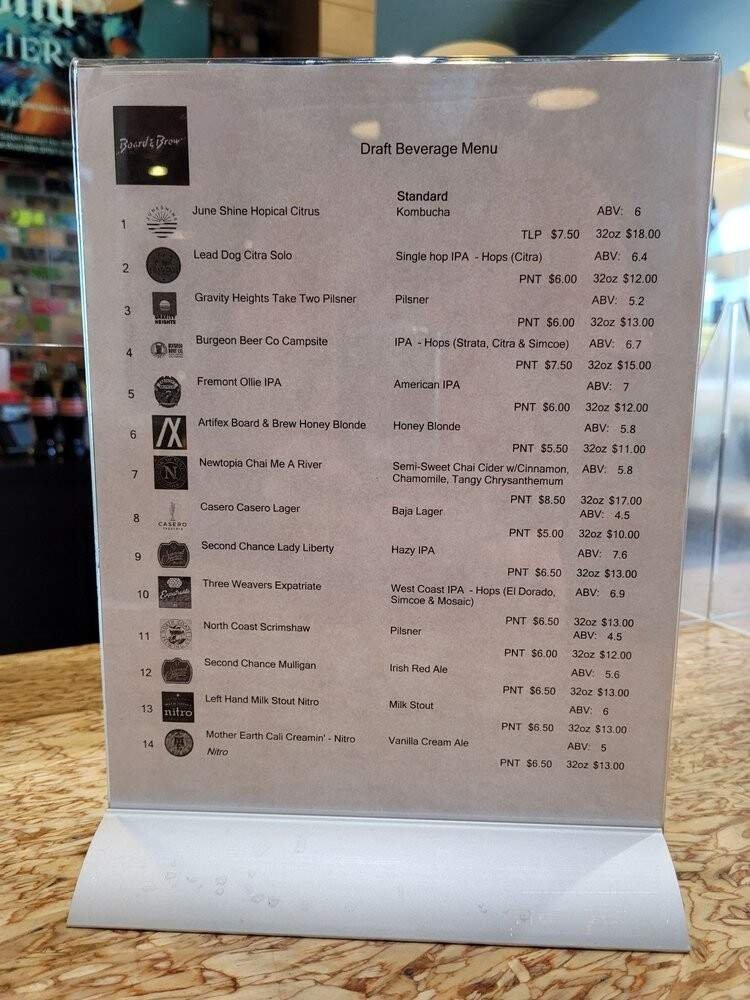 IER
Board & Brew
Draft Beverage Menu
Standard
1 JUNESHINE June Shine Hopical Citrus Kombucha ABV: 6
TLP $7.50 32oz $18.00
2 Lead Dog Citra Solo Single hop IPA - Hops (Citra) ABV: 6.4
PNT $6.00 32oz $12.00
3 GRAVITY HEIGHTS Gravity Heights Take Two Pilsner Pilsner ABV: 5.2
PNT $6.00 32oz $13.00
4 Burgeon Beer Co Campsite IPA - Hops (Strata, Citra & Simcoe) ABV: 6.7
PNT $7.50 32oz $15.00
5 Fremont Ollie IPA American IPA ABV: 7
PNT $6.00 32oz $12.00
6 Artifex Board & Brew Honey Blonde Honey Blonde ABV: 5.8
PNT $5.50 32oz $11.00
7 N Newtopia Chai Me A River Semi-Sweet Chai Cider w/Cinnamon, ABV: 5.8
Chamomile, Tangy Chrysanthemum
PNT $8.50 32oz $17.00
8 CASERO Casero Casero Lager Baja Lager ABV: 4.5
PNT $5.00 32oz $10.00
9 Second Chance Lady Liberty Hazy IPA ABV: 7.6
PNT $6.50 32oz $13.00
10 Expatriate Three Weavers Expatriate West Coast IPA - Hops (El Dorado, ABV: 6.9
Simcoe & Mosaic)
PNT $6.50 32oz $13.00
11 North Coast Scrimshaw Pilsner ABV: 4.5
PNT $6.00 32oz $12.00
12 Second Chance Mulligan Irish Red Ale ABV: 5.6
PNT $6.50 32oz $13.00
13 nitro Left Hand Milk Stout Nitro Milk Stout ABV: 6
PNT $6.50 32oz $13.00
14 Mother Earth Cali Creamin' - Nitro Vanilla Cream Ale ABV: 5
Nitro
PNT $6.50 32oz $13.00